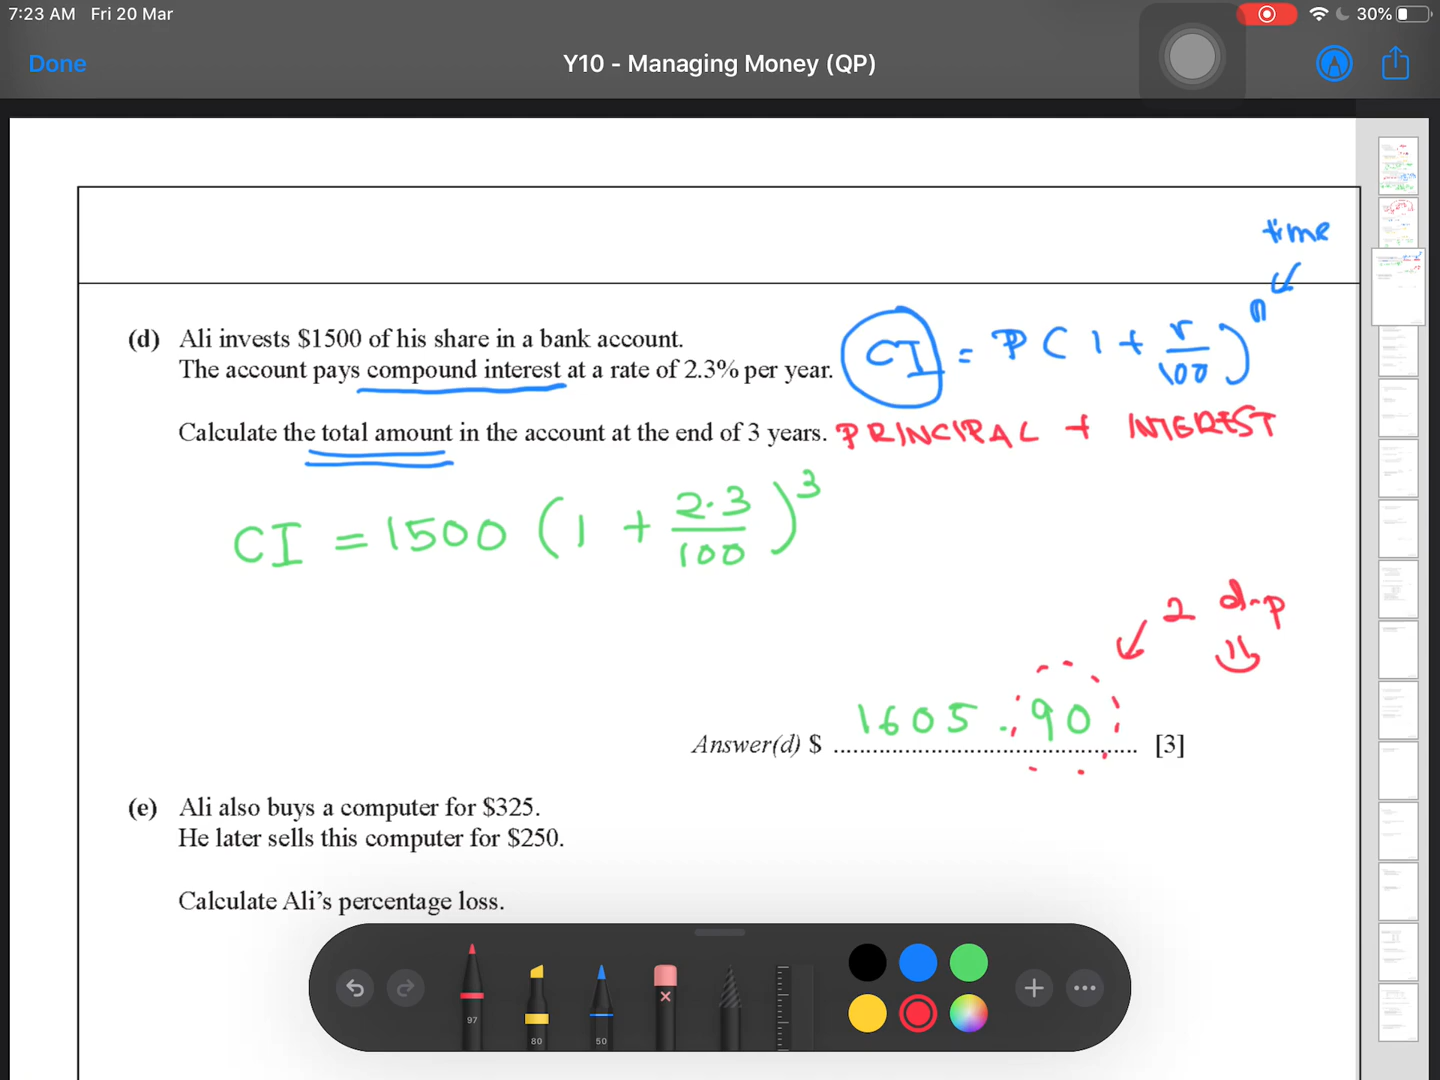 7:23 AM Fri 20 Mar
30%
Done
Y10 - Managing Money (QP)
time
(d) Ali invests $1500 of his share in a bank account.
The account pays compound interest at a rate of 2.3% per year.
CI = P ( 1 + r/100 )^n
Calculate the total amount in the account at the end of 3 years.
PRINCIPAL + INTEREST
CI = 1500 ( 1 + 2.3/100 )^3
2 d.p
1605.90
Answer(d) $ ............................................... [3]
(e) Ali also buys a computer for $325.
He later sells this computer for $250.
Calculate Ali's percentage loss.
97
80
50